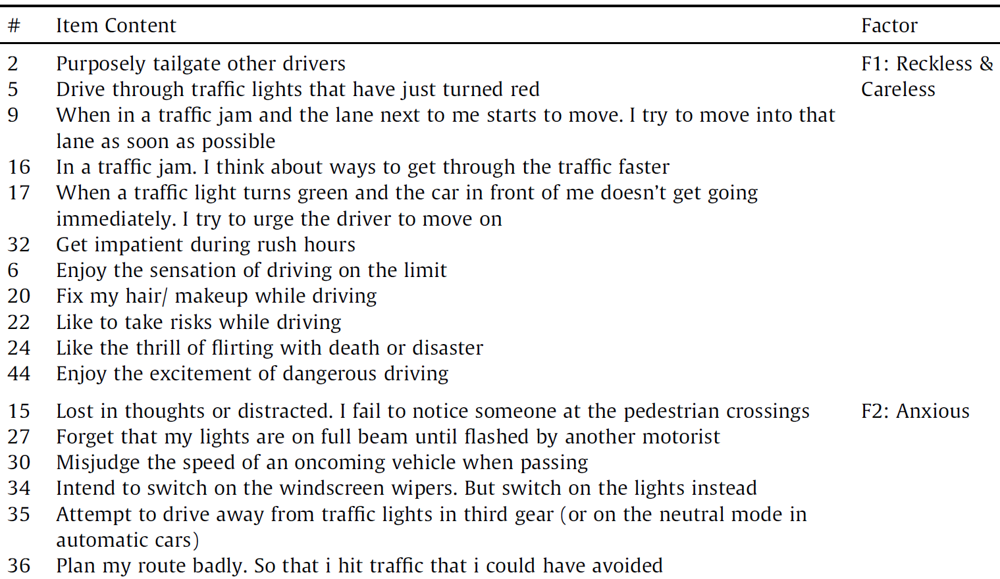 # Item Content Factor
2 Purposely tailgate other drivers F1: Reckless &
5 Drive through traffic lights that have just turned red Careless
9 When in a traffic jam and the lane next to me starts to move. I try to move into that
lane as soon as possible
16 In a traffic jam. I think about ways to get through the traffic faster
17 When a traffic light turns green and the car in front of me doesn't get going
immediately. I try to urge the driver to move on
32 Get impatient during rush hours
6 Enjoy the sensation of driving on the limit
20 Fix my hair/ makeup while driving
22 Like to take risks while driving
24 Like the thrill of flirting with death or disaster
44 Enjoy the excitement of dangerous driving
15 Lost in thoughts or distracted. I fail to notice someone at the pedestrian crossings F2: Anxious
27 Forget that my lights are on full beam until flashed by another motorist
30 Misjudge the speed of an oncoming vehicle when passing
34 Intend to switch on the windscreen wipers. But switch on the lights instead
35 Attempt to drive away from traffic lights in third gear (or on the neutral mode in
automatic cars)
36 Plan my route badly. So that i hit traffic that i could have avoided